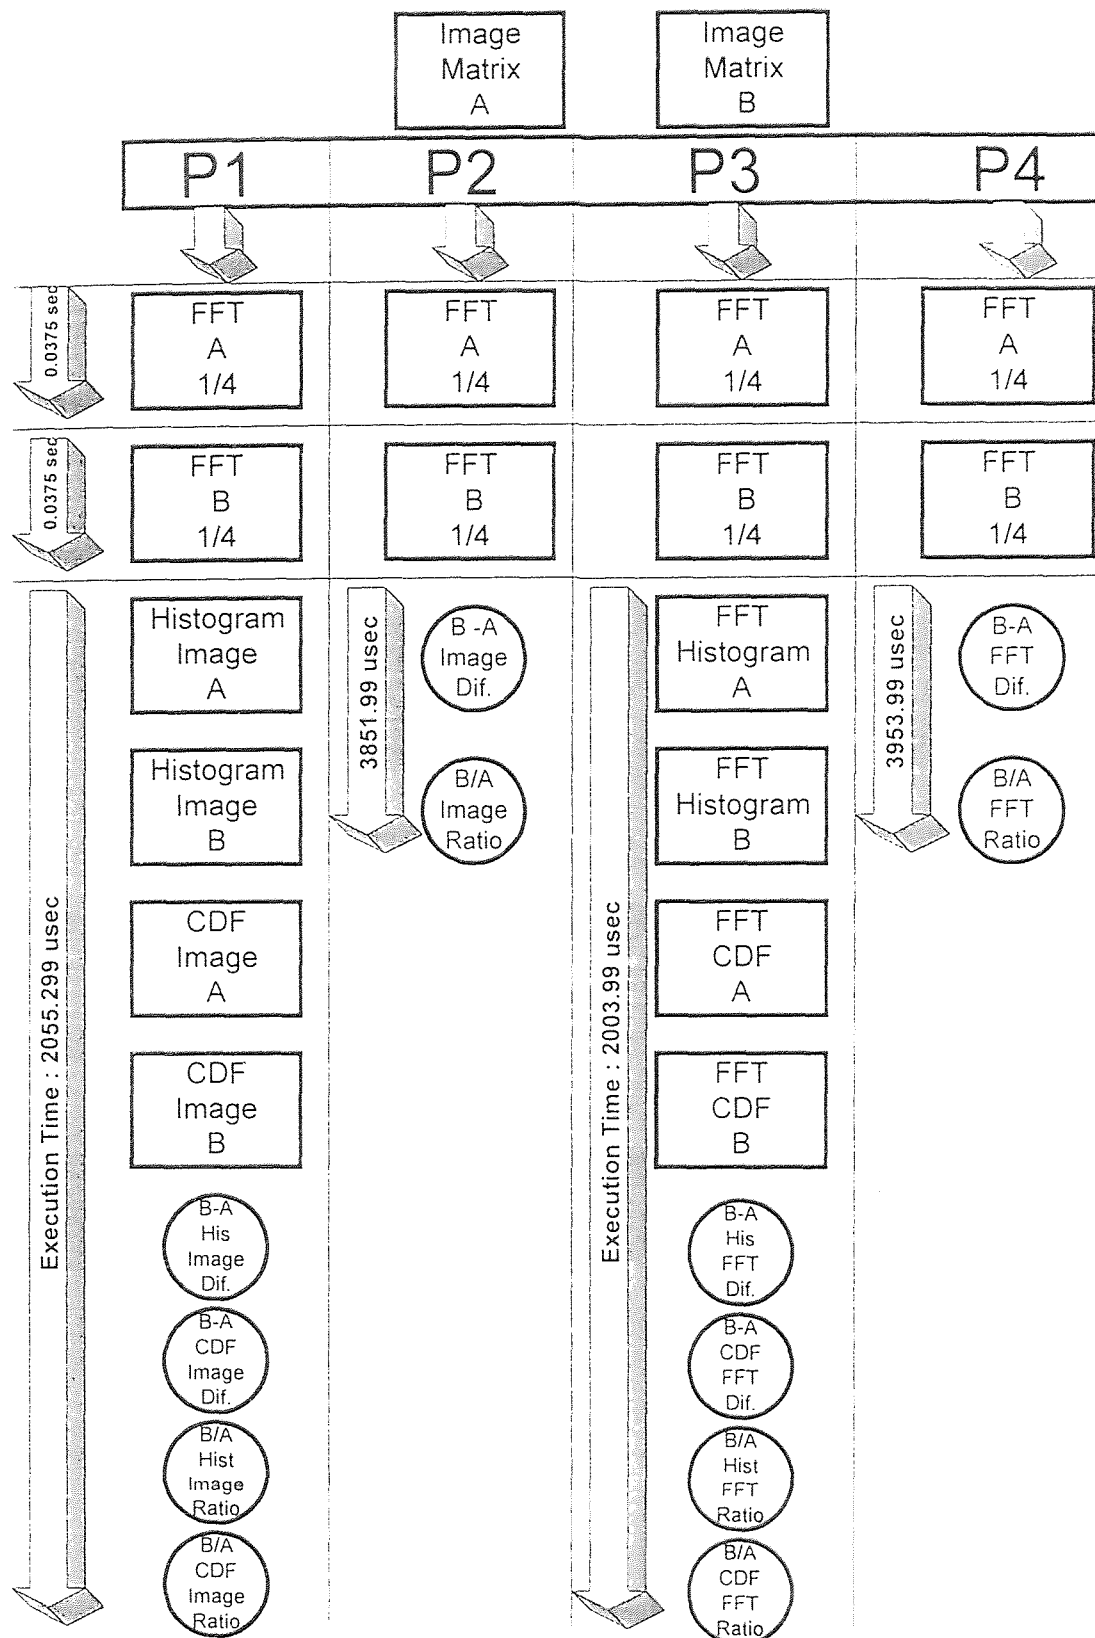 Image
Matrix
A
Image
Matrix
B
P1
P2
P3
P4
0.0375 sec
FFT
A
1/4
FFT
A
1/4
FFT
A
1/4
FFT
A
1/4
0.0375 sec
FFT
B
1/4
FFT
B
1/4
FFT
B
1/4
FFT
B
1/4
Execution Time : 2055.299 usec
Histogram
Image
A
Histogram
Image
B
CDF
Image
A
CDF
Image
B
B-A
His
Image
Dif.
B-A
CDF
Image
Dif.
B/A
Hist
Image
Ratio
B/A
CDF
Image
Ratio
3851.99 usec
B -A
Image
Dif.
B/A
Image
Ratio
Execution Time : 2003.99 usec
FFT
Histogram
A
FFT
Histogram
B
FFT
CDF
A
FFT
CDF
B
B-A
His
FFT
Dif.
B-A
CDF
FFT
Dif.
B/A
Hist
FFT
Ratio
B/A
CDF
FFT
Ratio
3953.99 usec
B-A
FFT
Dif.
B/A
FFT
Ratio